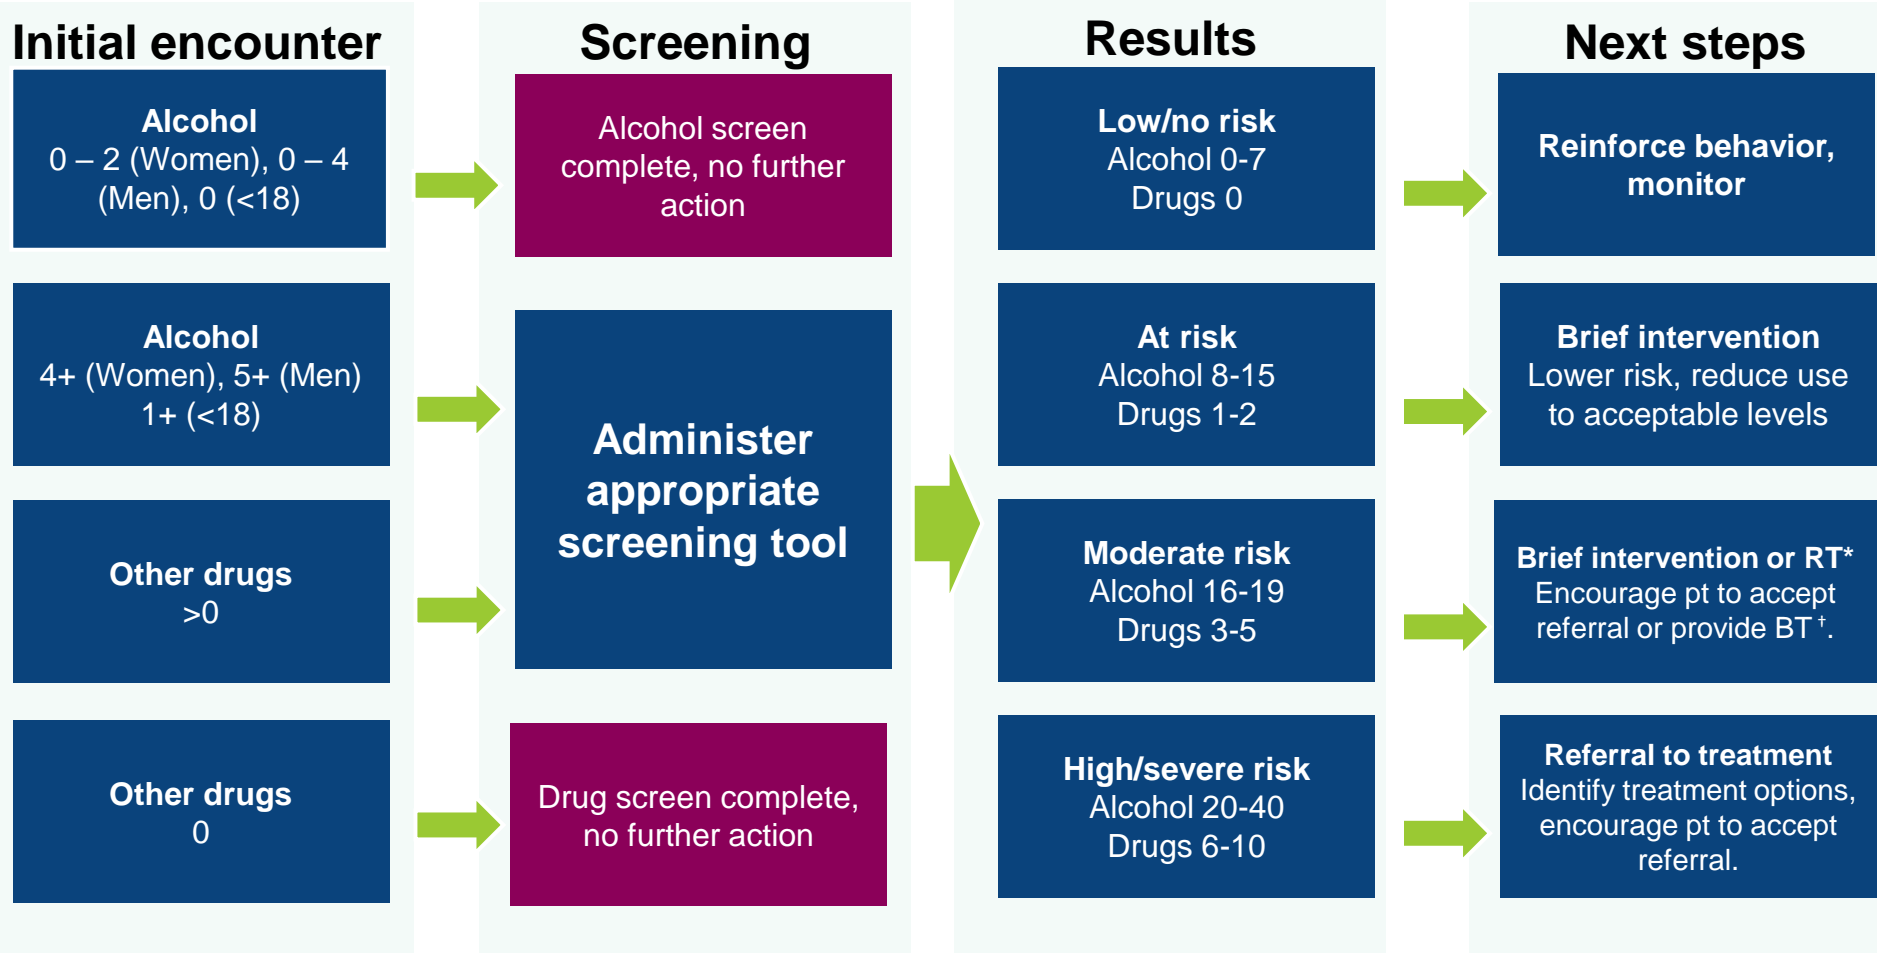 Initial encounter
Alcohol
0 – 2 (Women), 0 – 4
(Men), 0 (<18)
Alcohol
4+ (Women), 5+ (Men)
1+ (<18)
Other drugs
>0
Other drugs
0
Screening
Alcohol screen
complete, no further
action
Administer
appropriate
screening tool
Drug screen complete,
no further action
Results
Low/no risk
Alcohol 0-7
Drugs 0
At risk
Alcohol 8-15
Drugs 1-2
Moderate risk
Alcohol 16-19
Drugs 3-5
High/severe risk
Alcohol 20-40
Drugs 6-10
Next steps
Reinforce behavior,
monitor
Brief intervention
Lower risk, reduce use
to acceptable levels
Brief intervention or RT*
Encourage pt to accept
referral or provide BT †.
Referral to treatment
Identify treatment options,
encourage pt to accept
referral.